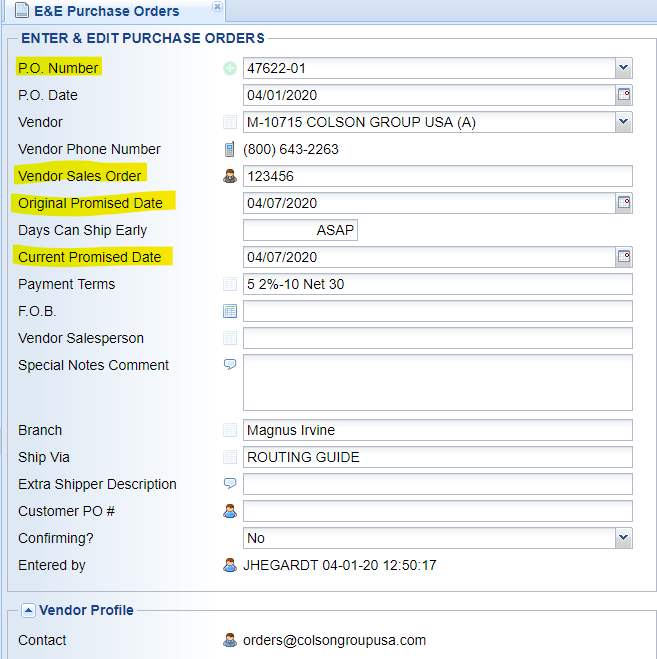 E&E Purchase Orders
ENTER & EDIT PURCHASE ORDERS
P.O. Number 47622-01
P.O. Date 04/01/2020
Vendor M-10715 COLSON GROUP USA (A)
Vendor Phone Number (800) 643-2263
Vendor Sales Order 123456
Original Promised Date 04/07/2020
Days Can Ship Early ASAP
Current Promised Date 04/07/2020
Payment Terms 5 2%-10 Net 30
F.O.B.
Vendor Salesperson
Special Notes Comment
Branch Magnus Irvine
Ship Via ROUTING GUIDE
Extra Shipper Description
Customer PO #
Confirming? No
Entered by JHEGARDT 04-01-20 12:50:17
Vendor Profile
Contact orders@colsongroupusa.com